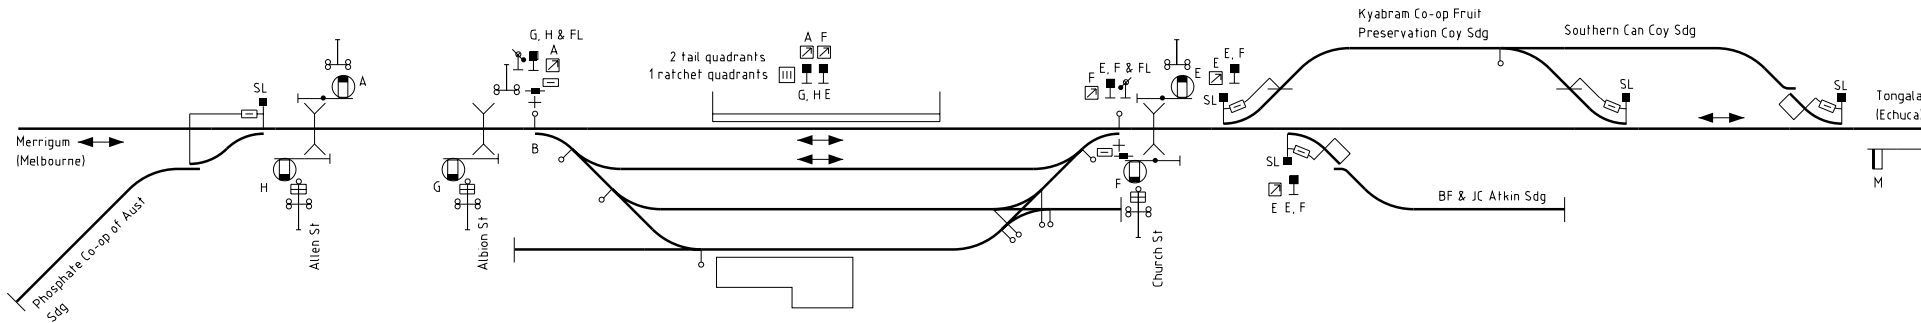 Kyabram Co-op Fruit
Preservation Coy Sdg
Southern Can Coy Sdg
G, H & FL
A
2 tail quadrants
1 ratchet quadrants
A F
G, H E
E, F & FL
F
E
E
E, F
SL
SL
SL
SL
A
Merrigum
(Melbourne)
B
Tongala
(Echuca)
H
G
F
SL
E E, F
BF & JC Atkin Sdg
M
Phosphate Co-op of Aust
Sdg
Allen St
Albion St
Church St